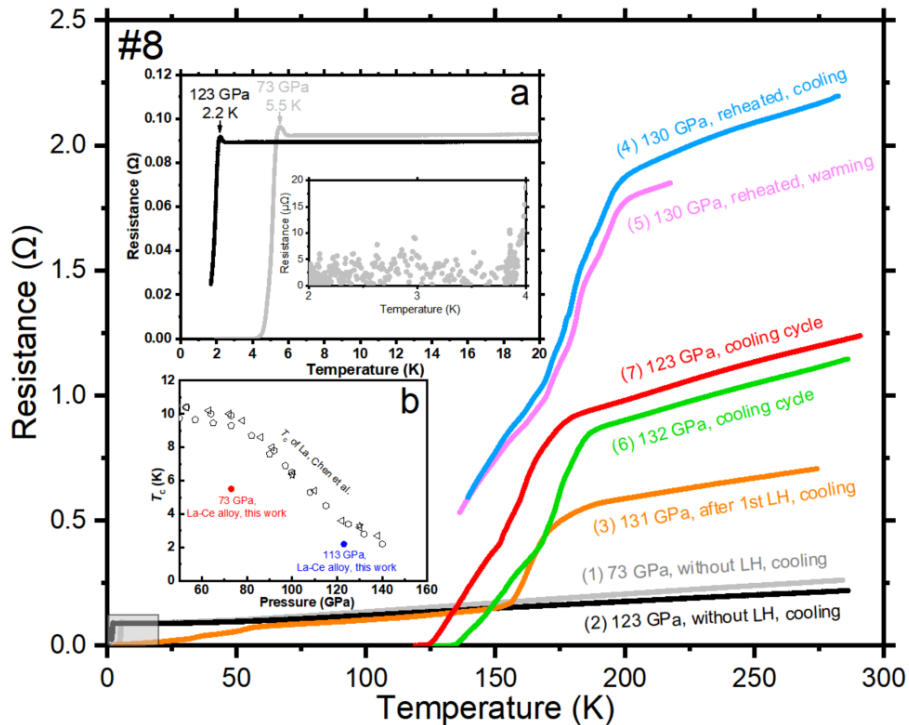 #8
2.5
2.0
1.5
1.0
0.5
0.0
Resistance (Ω)
0 50 100 150 200 250 300
Temperature (K)
a
0.12
0.10
0.08
0.06
0.04
0.02
0.00
Resistance (Ω)
123 GPa
2.2 K
73 GPa
5.5 K
0 2 4 6 8 10 12 14 16 18 20
Temperature (K)
20
15
10
5
0
Resistance (μΩ)
2 3 4
Temperature (K)
b
12
10
8
6
4
2
0
Tc (K)
Tc of La, Chen et al.
73 GPa,
La-Ce alloy, this work
113 GPa,
La-Ce alloy, this work
60 80 100 120 140 160
Pressure (GPa)
(4) 130 GPa, reheated, cooling
(5) 130 GPa, reheated, warming
(7) 123 GPa, cooling cycle
(6) 132 GPa, cooling cycle
(3) 131 GPa, after 1st LH, cooling
(1) 73 GPa, without LH, cooling
(2) 123 GPa, without LH, cooling